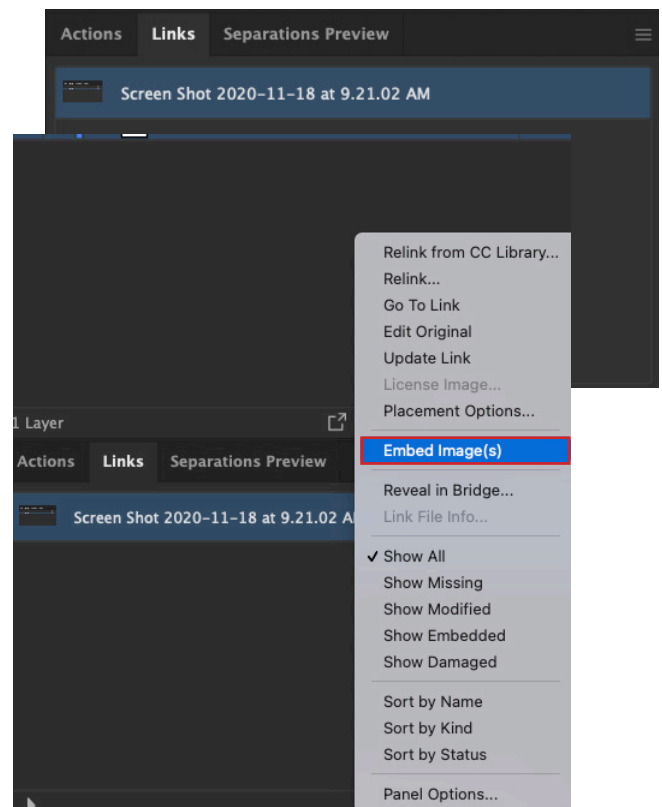 Actions Links Separations Preview
Screen Shot 2020-11-18 at 9.21.02 AM
Relink from CC Library...
Relink...
Go To Link
Edit Original
Update Link
License Image...
Placement Options...
1 Layer
Embed Image(s)
Actions Links Separations Preview
Reveal in Bridge...
Screen Shot 2020-11-18 at 9.21.02 A
Link File Info...
✓ Show All
Show Missing
Show Modified
Show Embedded
Show Damaged
Sort by Name
Sort by Kind
Sort by Status
Panel Options...